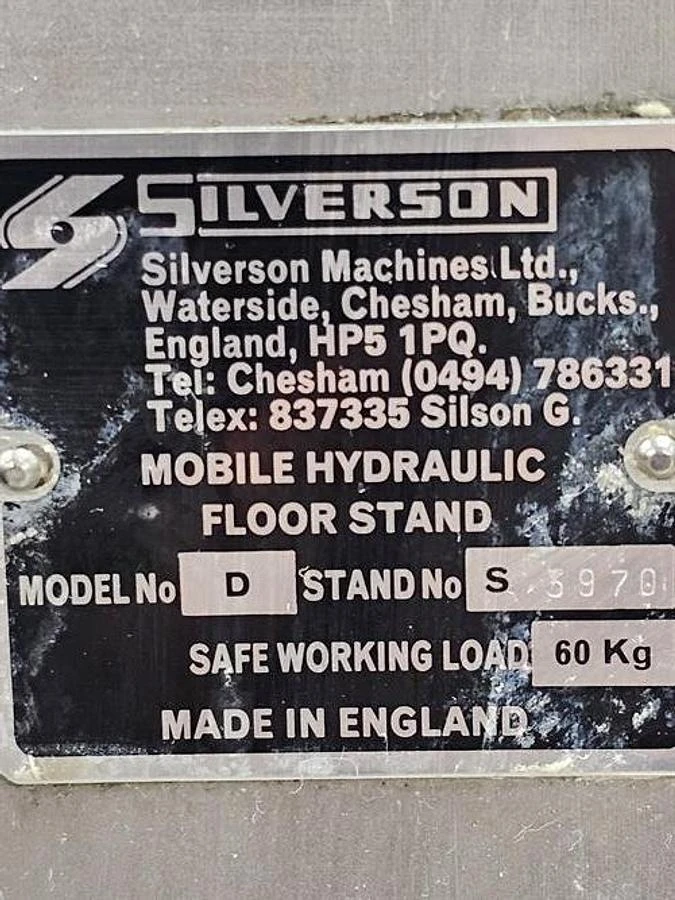 SILVERSON
Silverson Machines Ltd.,
Waterside, Chesham, Bucks.,
England, HP5 1PQ.
Tel: Chesham (0494) 786331
Telex: 837335 Silson G.
MOBILE HYDRAULIC
FLOOR STAND
MODEL No D STAND No S 3970
SAFE WORKING LOAD 60 Kg
MADE IN ENGLAND